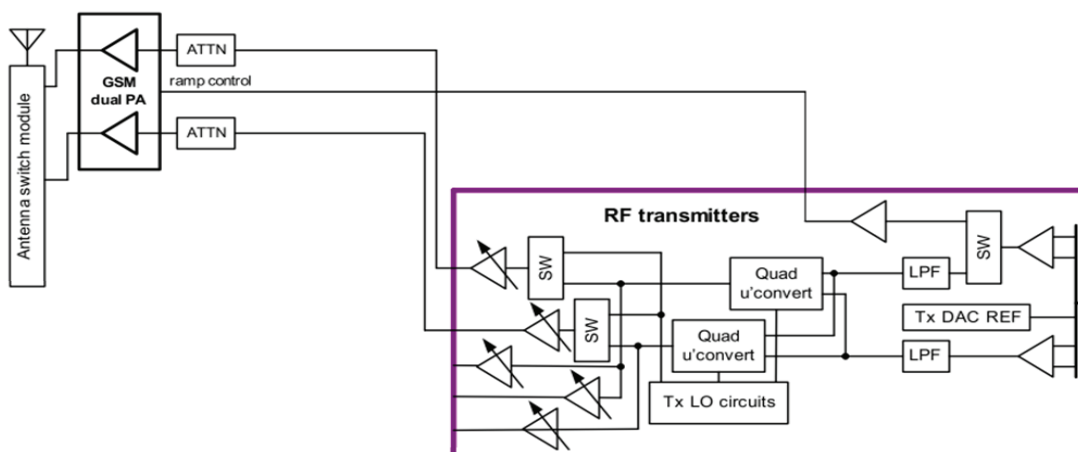 ATTN
GSM
dual PA
ramp control
ATTN
Antenna switch module
RF transmitters
SW
SW
Quad
u'convert
LPF
SW
Tx DAC REF
Quad
u'convert
LPF
Tx LO circuits